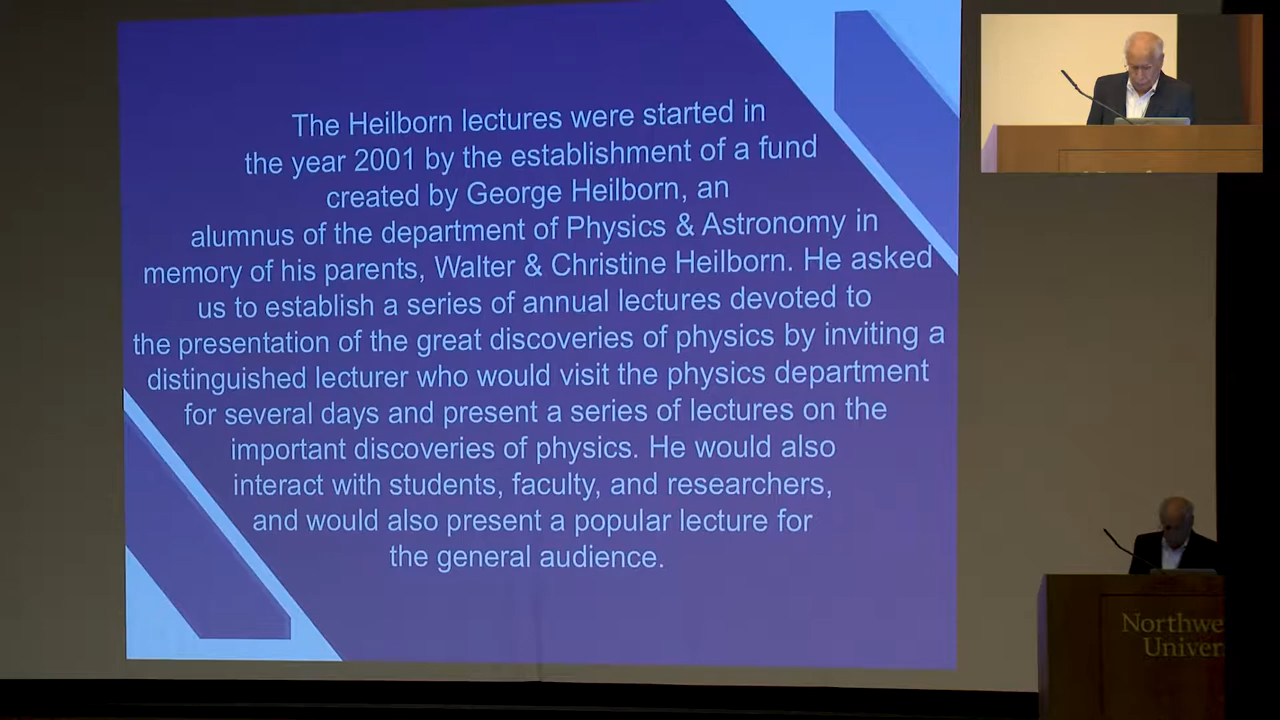 The Heilborn lectures were started in
the year 2001 by the establishment of a fund
created by George Heilborn, an
alumnus of the department of Physics & Astronomy in
memory of his parents, Walter & Christine Heilborn. He asked
us to establish a series of annual lectures devoted to
the presentation of the great discoveries of physics by inviting a
distinguished lecturer who would visit the physics department
for several days and present a series of lectures on the
important discoveries of physics. He would also
interact with students, faculty, and researchers,
and would also present a popular lecture for
the general audience.
Northwe
Univer